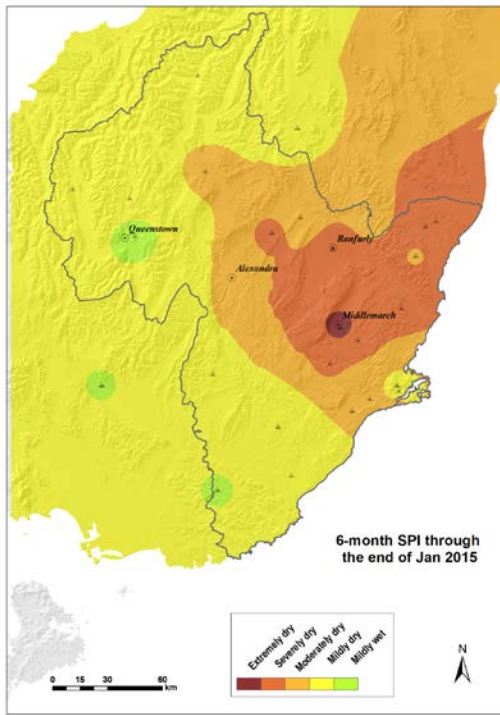 Queenstown
Ranfurly
Alexandra
Middlemarch
6-month SPI through
the end of Jan 2015
Extremely dry
Severely dry
Moderately dry
Mildly dry
Mildly wet
N
0 15 30 60
km